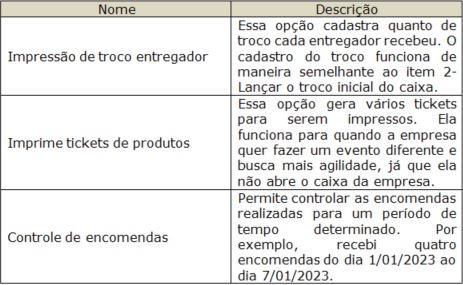 Nome
Descrição
Impressão de troco entregador
Essa opção cadastra quanto de
troco cada entregador recebeu. O
cadastro do troco funciona de
maneira semelhante ao item 2-
Lançar o troco inicial do caixa.
Imprime tickets de produtos
Essa opção gera vários tickets
para serem impressos. Ela
funciona para quando a empresa
quer fazer um evento diferente e
busca mais agilidade, já que ela
não abre o caixa da empresa.
Controle de encomendas
Permite controlar as encomendas
realizadas para um período de
tempo determinado. Por
exemplo, recebi quatro
encomendas do dia 1/01/2023 ao
dia 7/01/2023.